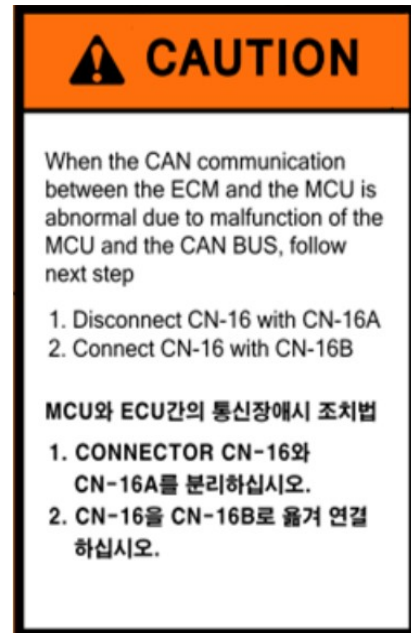 CAUTION
When the CAN communication
between the ECM and the MCU is
abnormal due to malfunction of the
MCU and the CAN BUS, follow
next step
1. Disconnect CN-16 with CN-16A
2. Connect CN-16 with CN-16B
MCU와 ECU간의 통신장애시 조치법
1. CONNECTOR CN-16와
CN-16A를 분리하십시오.
2. CN-16을 CN-16B로 옮겨 연결
하십시오.